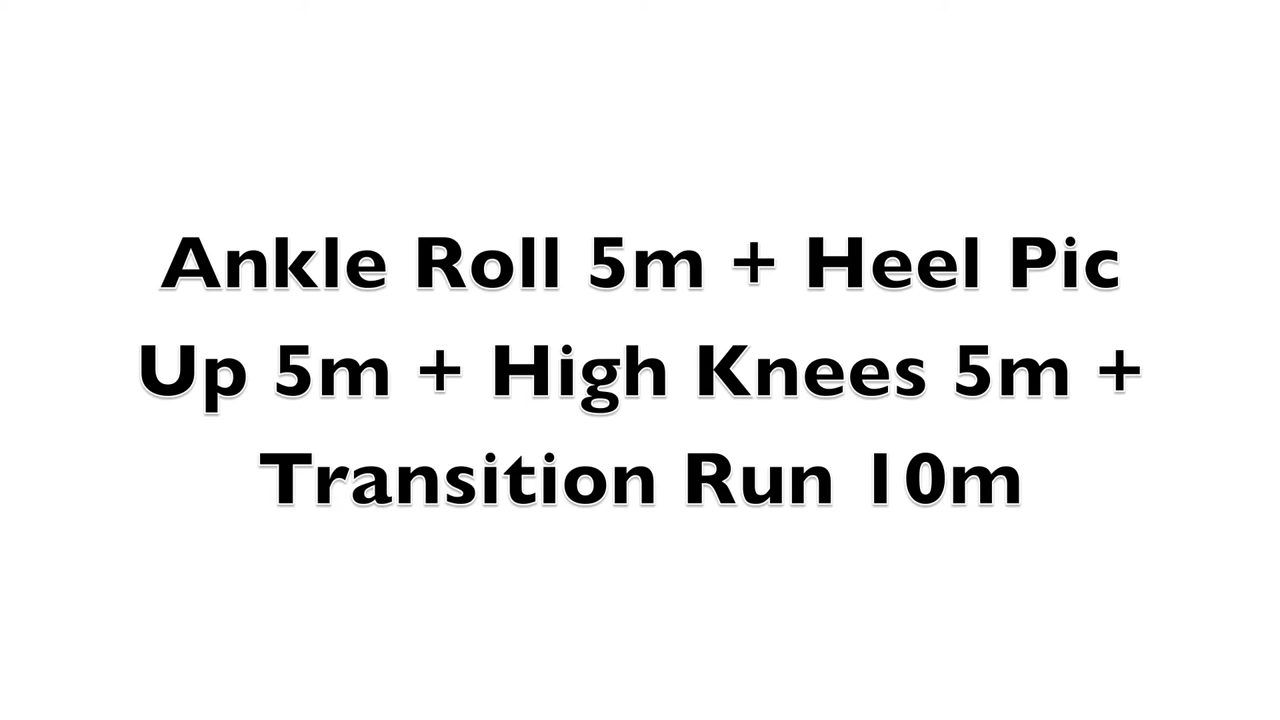 Ankle Roll 5m + Heel Pic
Up 5m + High Knees 5m +
Transition Run 10m